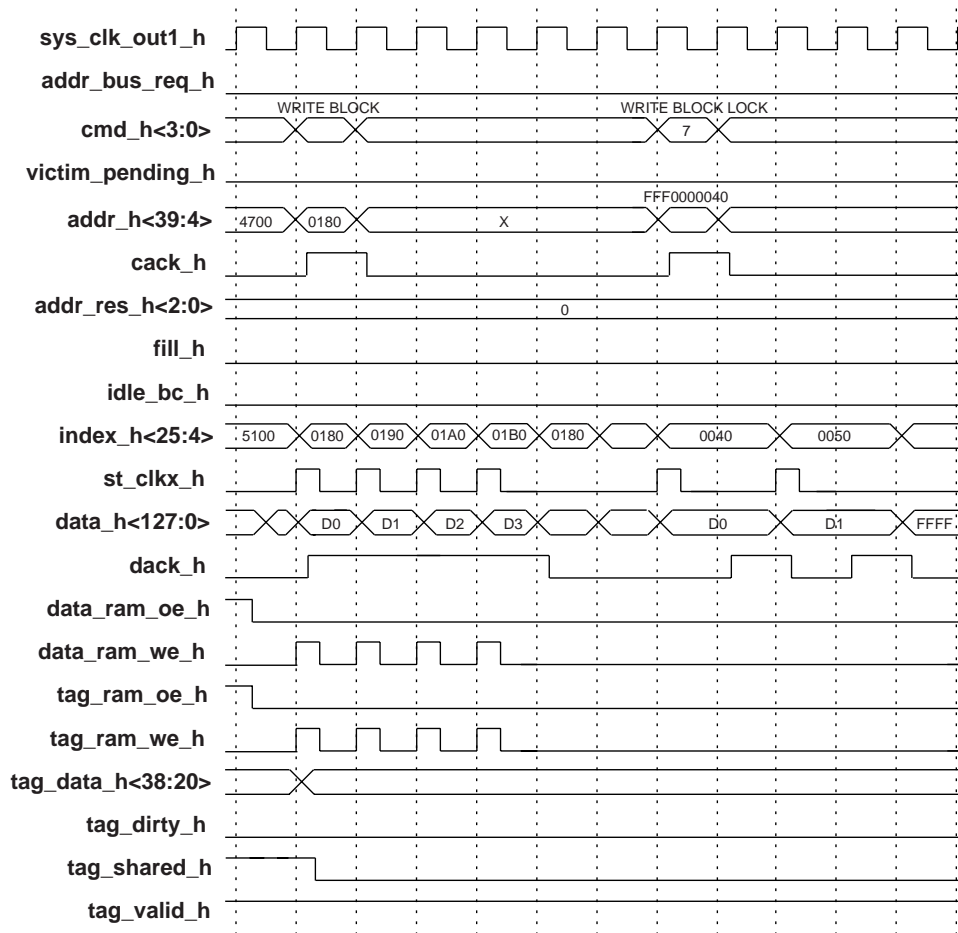 sys_clk_out1_h
addr_bus_req_h
WRITE BLOCK WRITE BLOCK LOCK
cmd_h<3:0> 7
victim_pending_h
FFF0000040
addr_h<39:4> 4700 0180 X
cack_h
addr_res_h<2:0> 0
fill_h
idle_bc_h
index_h<25:4> 5100 0180 0190 01A0 01B0 0180 0040 0050
st_clkx_h
data_h<127:0> D0 D1 D2 D3 D0 D1 FFFF
dack_h
data_ram_oe_h
data_ram_we_h
tag_ram_oe_h
tag_ram_we_h
tag_data_h<38:20>
tag_dirty_h
tag_shared_h
tag_valid_h